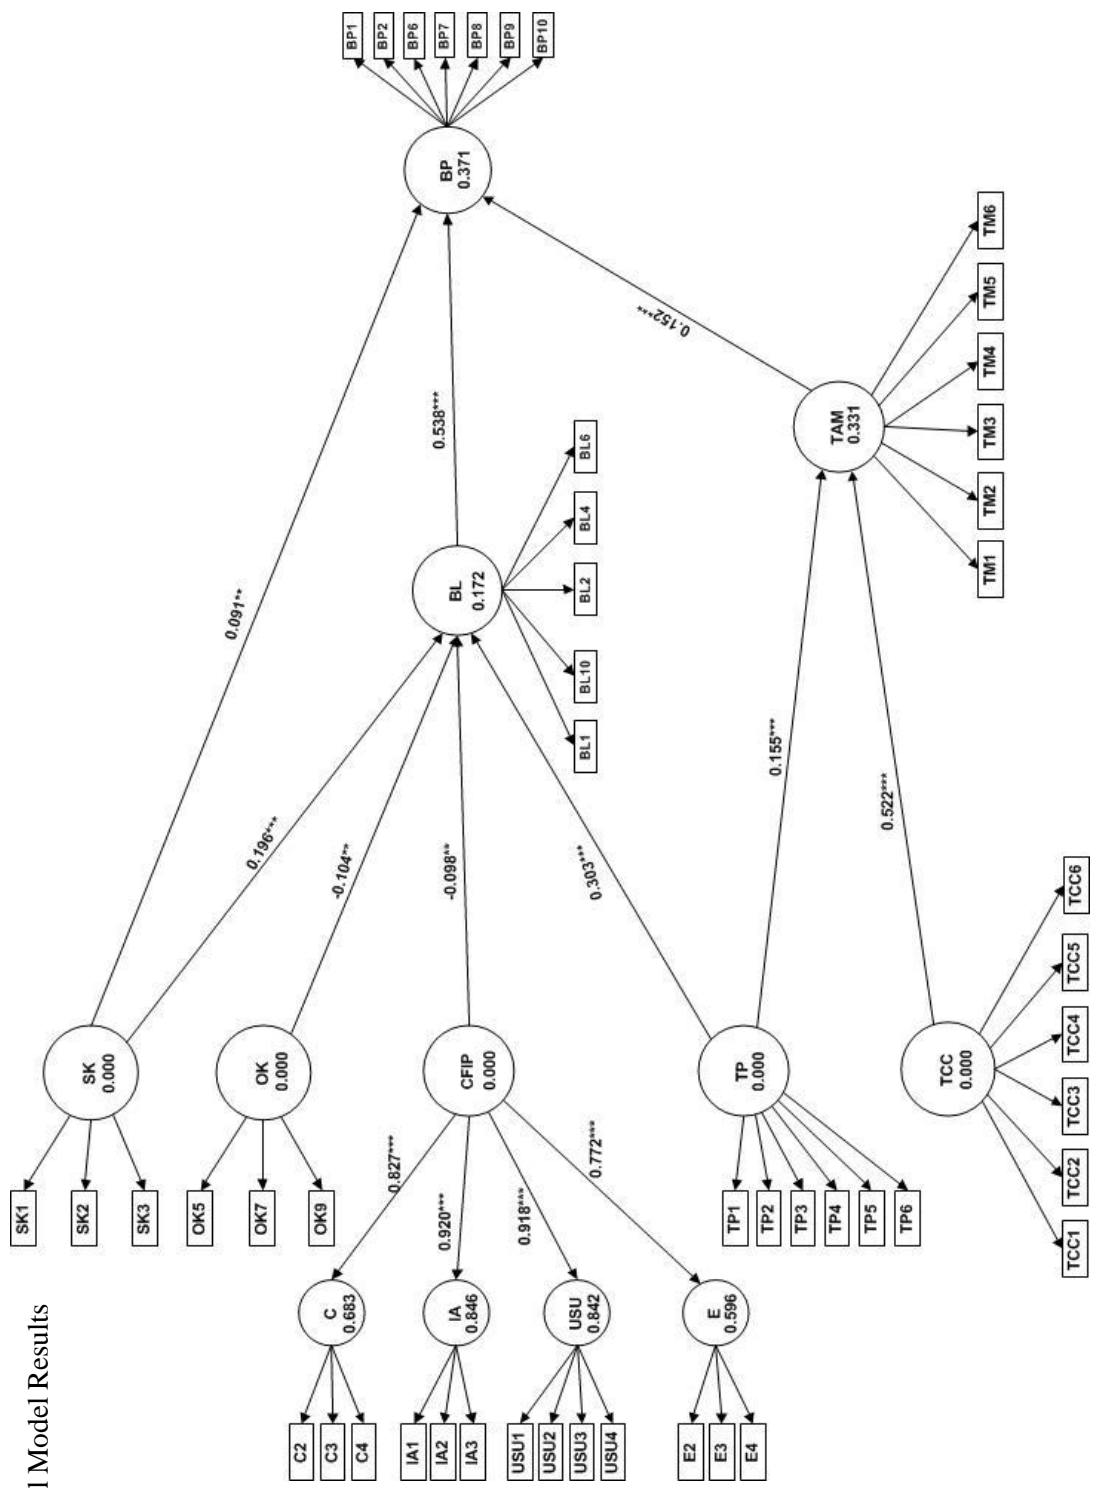 l Model Results
SK1
SK2
SK3
OK5
OK7
OK9
C2
C3
C4
IA1
IA2
IA3
USU1
USU2
USU3
USU4
E2
E3
E4
C
0.683
IA
0.846
USU
0.842
E
0.596
0.827***
0.920***
0.918***
0.772***
TP1
TP2
TP3
TP4
TP5
TP6
TCC1
TCC2
TCC3
TCC4
TCC5
TCC6
SK
0.000
OK
0.000
CFIP
0.000
TP
0.000
TCC
0.000
0.091**
0.196***
-0.104**
-0.098**
0.303***
0.155***
0.522***
BL
0.172
BL1
BL10
BL2
BL4
BL6
0.538***
TAM
0.331
TM1
TM2
TM3
TM4
TM5
TM6
0.152***
BP
0.371
BP1
BP2
BP6
BP7
BP8
BP9
BP10